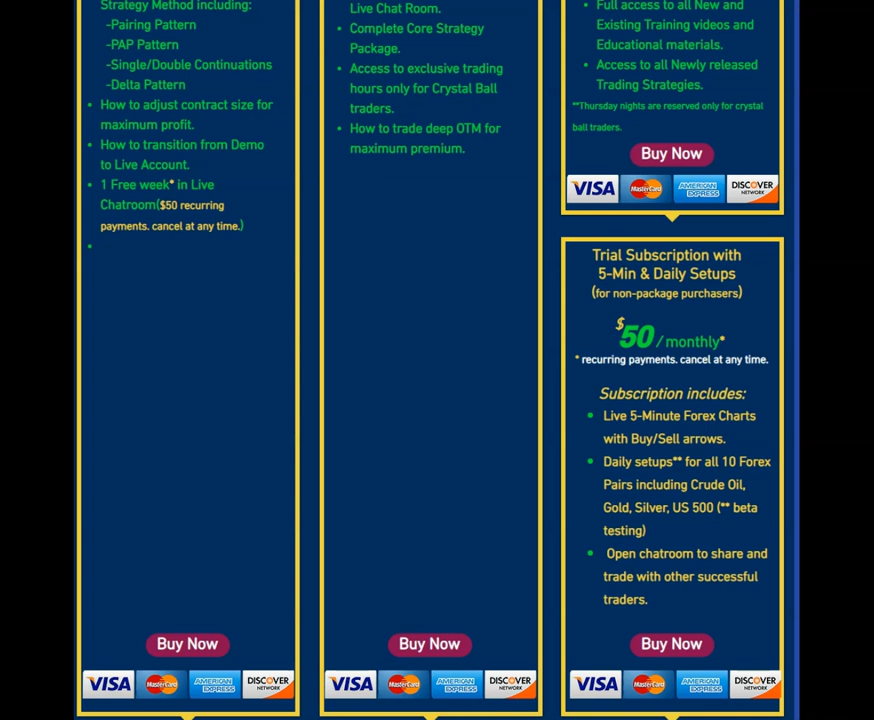 Strategy Method including:
-Pairing Pattern
-PAP Pattern
-Single/Double Continuations
-Delta Pattern
• How to adjust contract size for
maximum profit.
• How to transition from Demo
to Live Account.
• 1 Free week* in Live
Chatroom($50 recurring
payments. cancel at any time.)
•
Buy Now
VISA MasterCard AMERICAN EXPRESS DISCOVER NETWORK
Live Chat Room.
• Complete Core Strategy
Package.
• Access to exclusive trading
hours only for Crystal Ball
traders.
• How to trade deep OTM for
maximum premium.
Buy Now
VISA MasterCard AMERICAN EXPRESS DISCOVER NETWORK
• Full access to all New and
Existing Training videos and
Educational materials.
• Access to all Newly released
Trading Strategies.
**Thursday nights are reserved only for crystal
ball traders.
Buy Now
VISA MasterCard AMERICAN EXPRESS DISCOVER NETWORK
Trial Subscription with
5-Min & Daily Setups
(for non-package purchasers)
$50 / monthly*
* recurring payments. cancel at any time.
Subscription includes:
• Live 5-Minute Forex Charts
with Buy/Sell arrows.
• Daily setups** for all 10 Forex
Pairs including Crude Oil,
Gold, Silver, US 500 (** beta
testing)
• Open chatroom to share and
trade with other successful
traders.
Buy Now
VISA MasterCard AMERICAN EXPRESS DISCOVER NETWORK